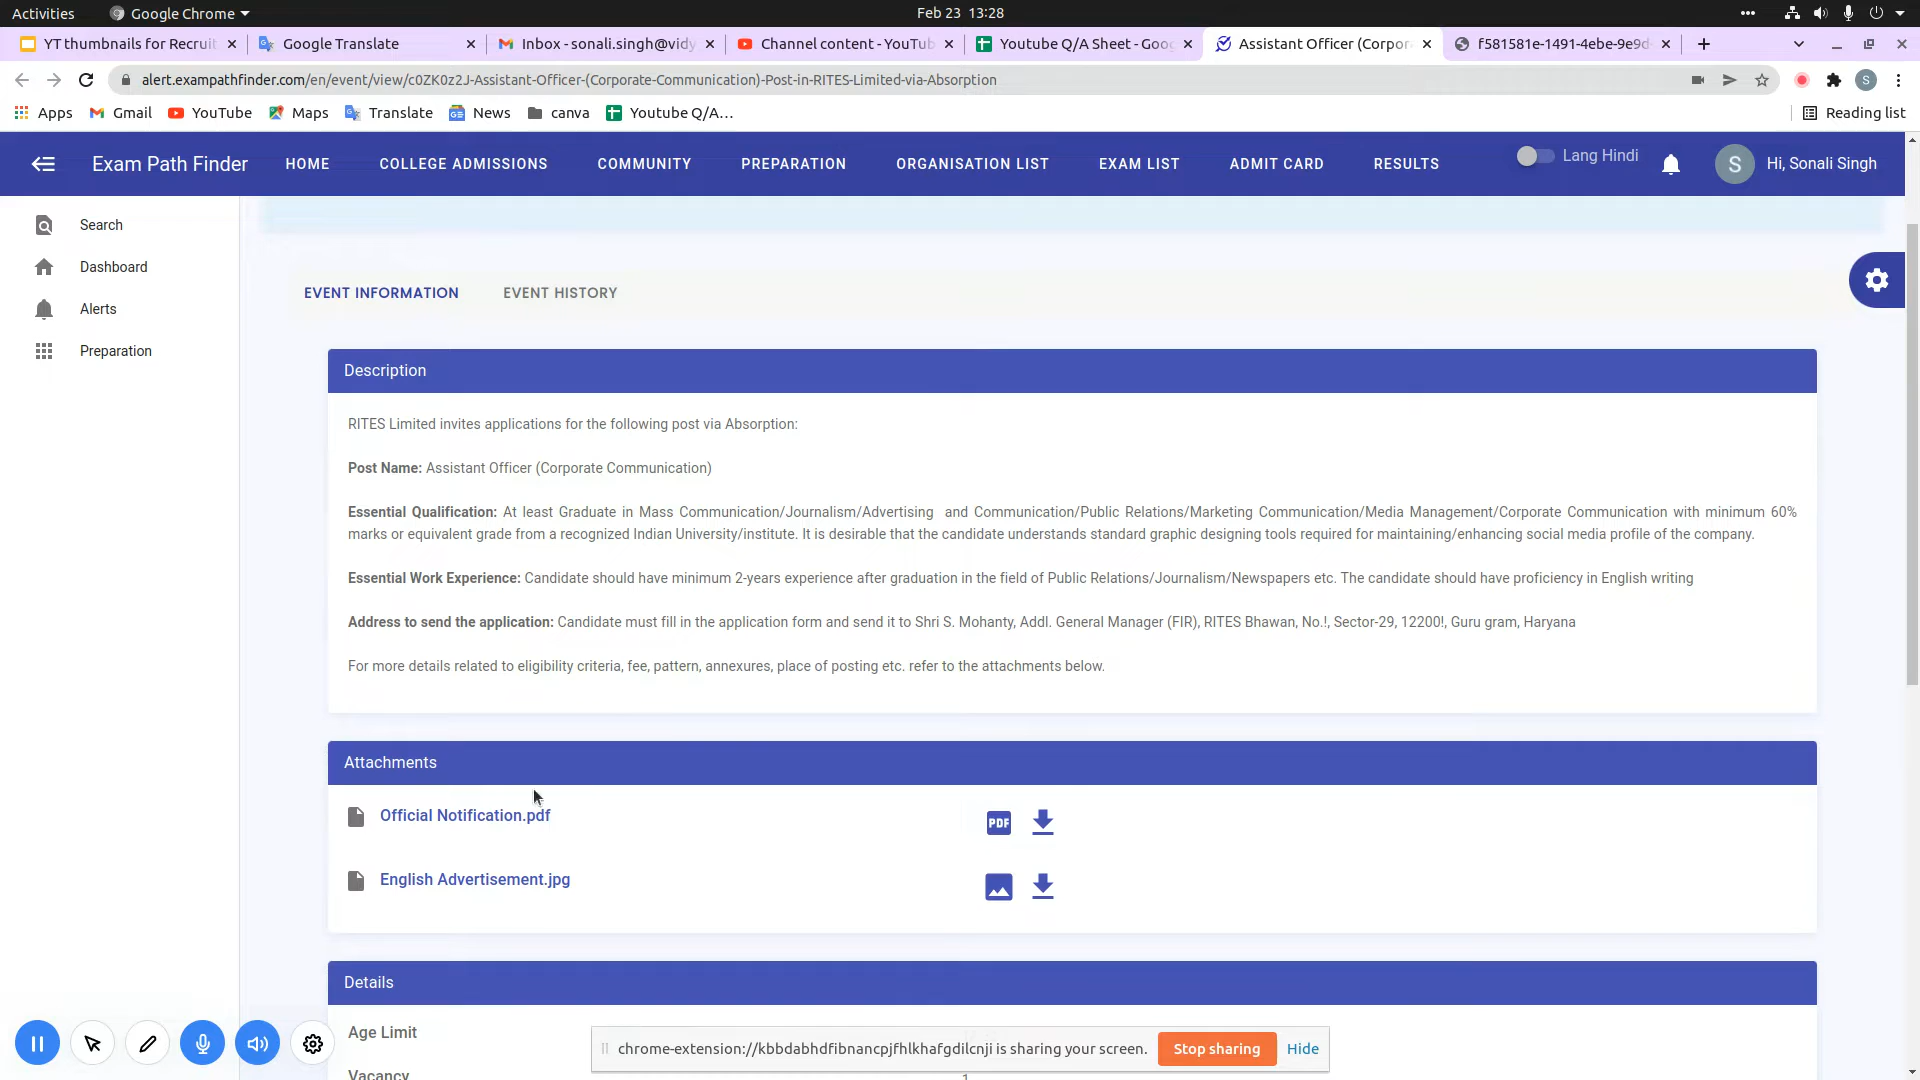 Activities Google Chrome Feb 23 13:28
YT thumbnails for Recruit Google Translate Inbox - sonali.singh@vidy Channel content - YouTub Youtube Q/A Sheet - Goog Assistant Officer (Corpor f581581e-1491-4ebe-9e9d
alert.exampathfinder.com/en/event/view/c0ZK0z2J-Assistant-Officer-(Corporate-Communication)-Post-in-RITES-Limited-via-Absorption S
Apps Gmail YouTube Maps Translate News canva Youtube Q/A... Reading list
Exam Path Finder HOME COLLEGE ADMISSIONS COMMUNITY PREPARATION ORGANISATION LIST EXAM LIST ADMIT CARD RESULTS Lang Hindi S Hi, Sonali Singh
Search
Dashboard
Alerts
Preparation
EVENT INFORMATION EVENT HISTORY
Description
RITES Limited invites applications for the following post via Absorption:
Post Name: Assistant Officer (Corporate Communication)
Essential Qualification: At least Graduate in Mass Communication/Journalism/Advertising and Communication/Public Relations/Marketing Communication/Media Management/Corporate Communication with minimum 60%
marks or equivalent grade from a recognized Indian University/institute. It is desirable that the candidate understands standard graphic designing tools required for maintaining/enhancing social media profile of the company.
Essential Work Experience: Candidate should have minimum 2-years experience after graduation in the field of Public Relations/Journalism/Newspapers etc. The candidate should have proficiency in English writing
Address to send the application: Candidate must fill in the application form and send it to Shri S. Mohanty, Addl. General Manager (FIR), RITES Bhawan, No.!, Sector-29, 12200!, Guru gram, Haryana
For more details related to eligibility criteria, fee, pattern, annexures, place of posting etc. refer to the attachments below.
Attachments
Official Notification.pdf PDF
English Advertisement.jpg
Details
Age Limit
chrome-extension://kbbdabhdfibnancpjfhlkhafgdilcnji is sharing your screen. Stop sharing Hide
Vacancy 1